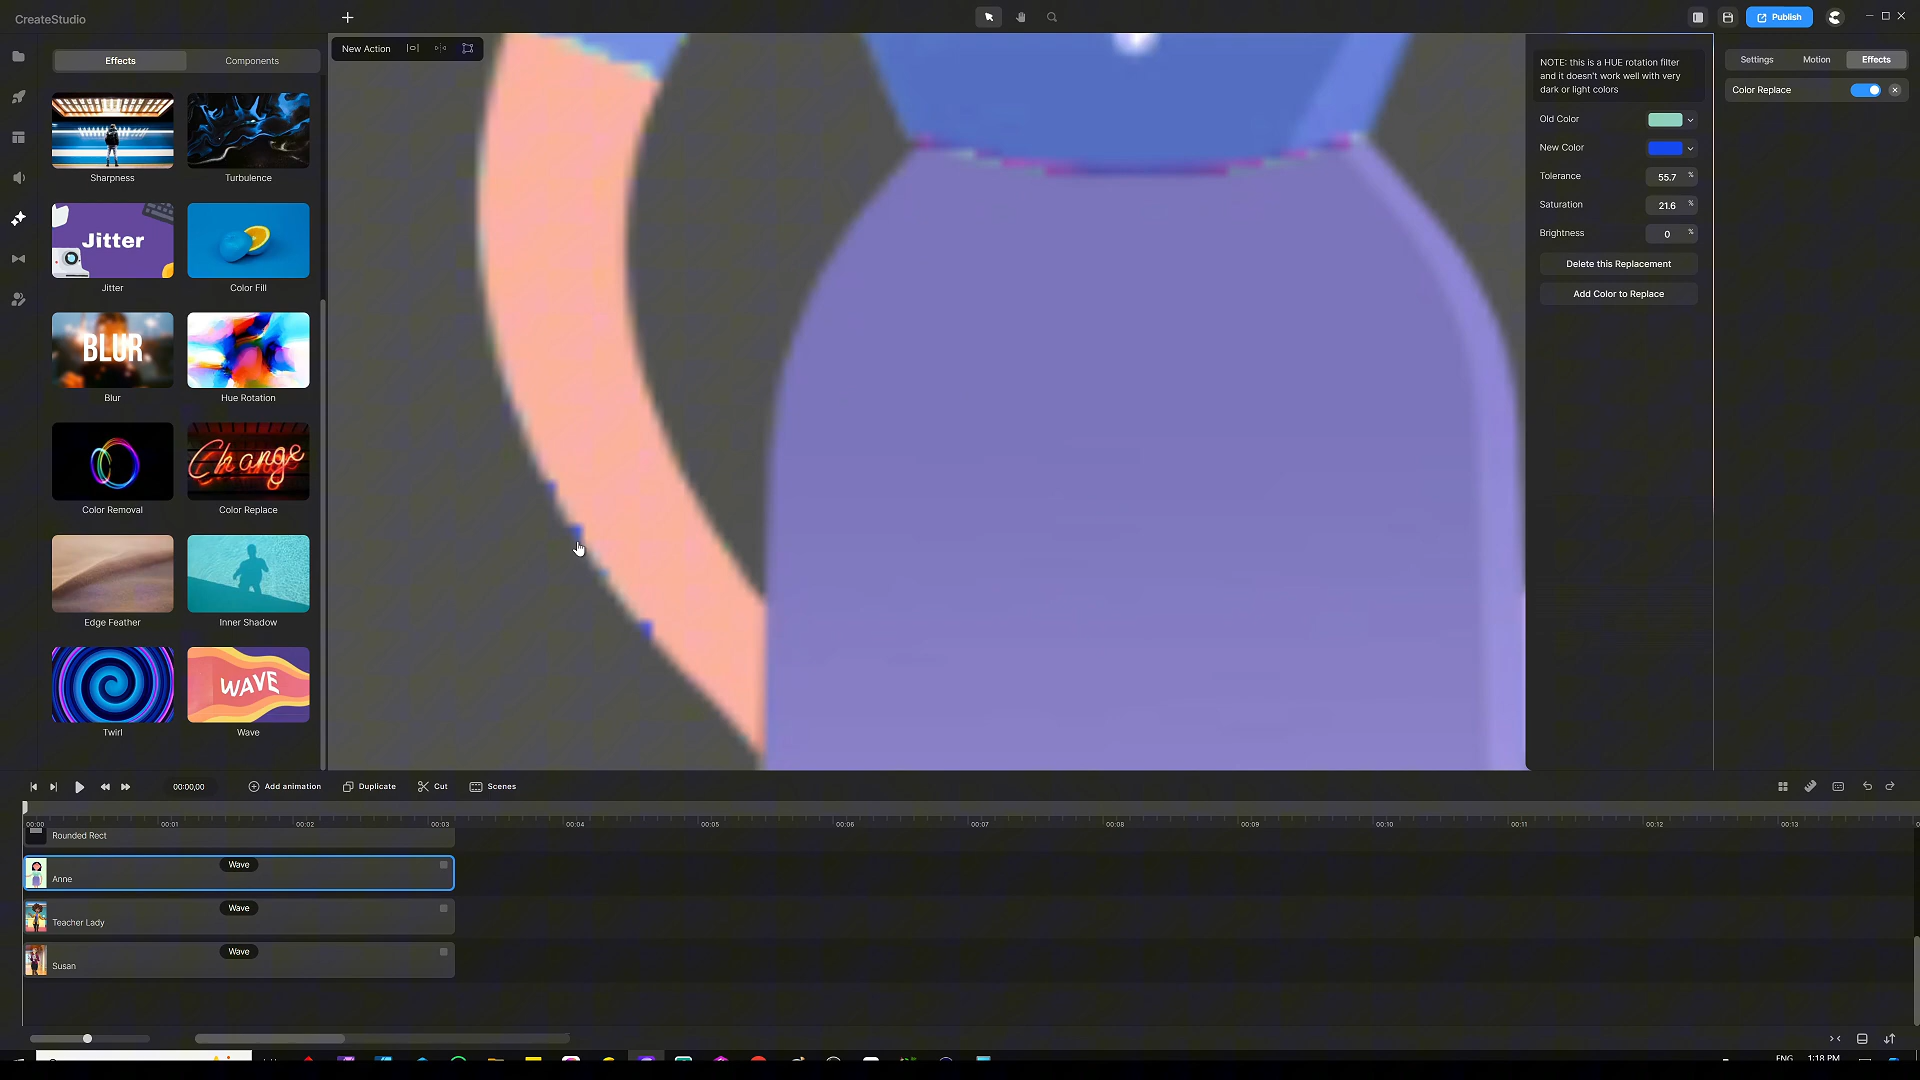 CreateStudio
Publish
Effects
Components
New Action
NOTE: this is a HUE rotation filter
and it doesn't work well with very
dark or light colors
Settings
Motion
Effects
Color Replace
Old Color
New Color
Tolerance
55.7 %
Saturation
21.6 %
Brightness
0 %
Delete this Replacement
Add Color to Replace
Sharpness
Turbulence
Jitter
Jitter
Color Fill
BLUR
Blur
Hue Rotation
Change
Color Removal
Color Replace
Edge Feather
Inner Shadow
WAVE
Twirl
Wave
00:00,00
Add animation
Duplicate
Cut
Scenes
00:00
00:01
00:02
00:03
00:04
00:05
00:06
00:07
00:08
00:09
00:10
00:11
00:12
00:13
Rounded Rect
Wave
Anne
Wave
Teacher Lady
Wave
Susan
ENG
1:18 PM